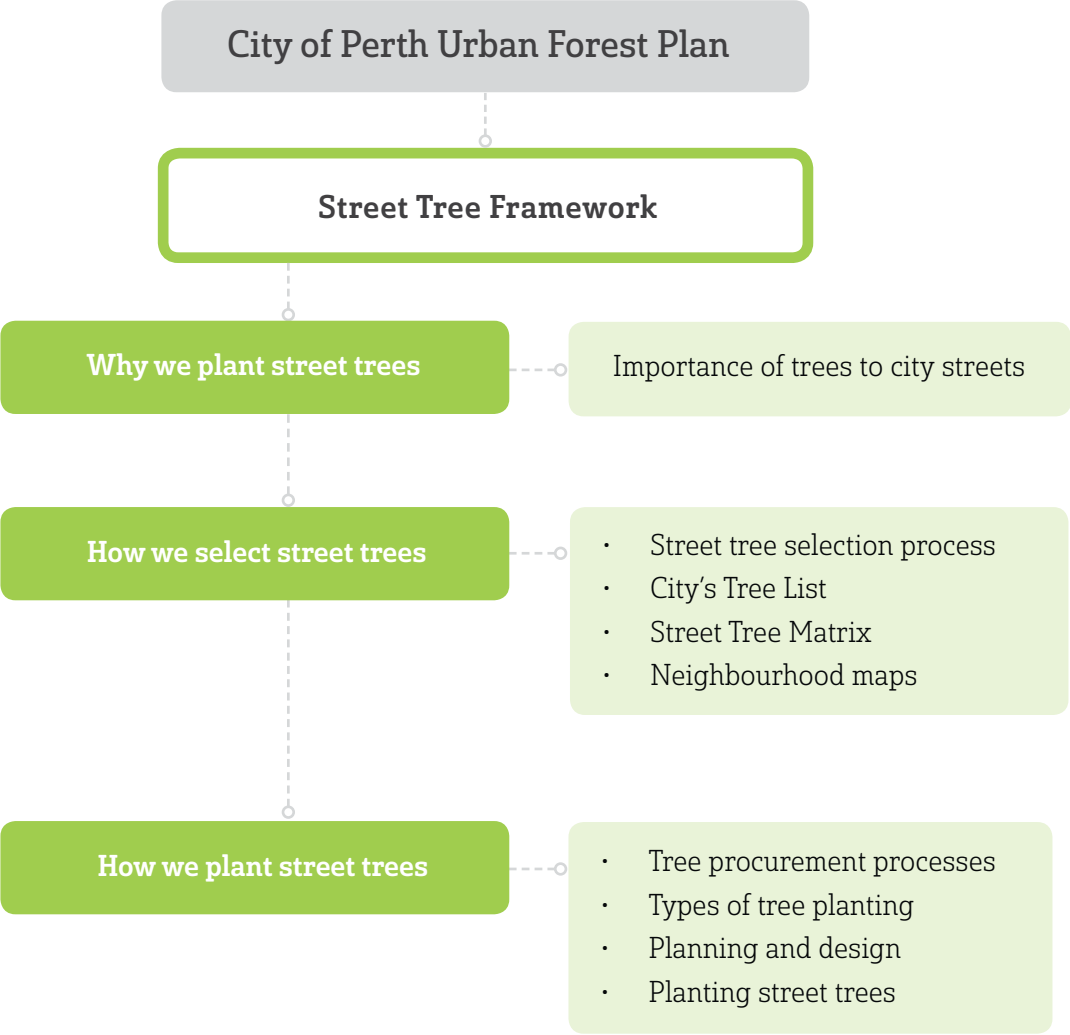 City of Perth Urban Forest Plan
Street Tree Framework
Why we plant street trees
Importance of trees to city streets
How we select street trees
· Street tree selection process
· City’s Tree List
· Street Tree Matrix
· Neighbourhood maps
How we plant street trees
· Tree procurement processes
· Types of tree planting
· Planning and design
· Planting street trees